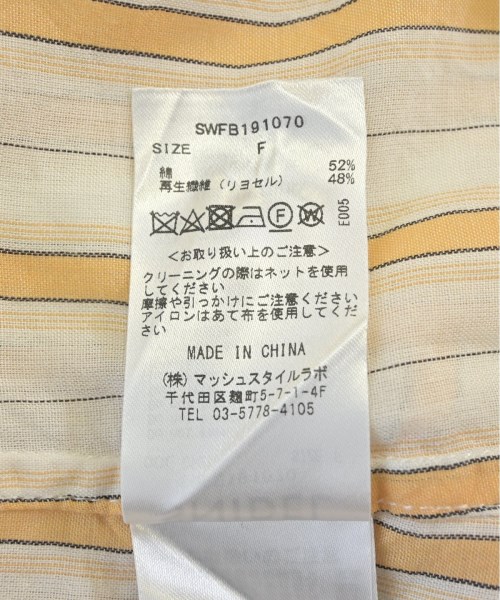 SWFB191070
SIZE F
綿 52%
再生繊維（リヨセル） 48%
E005
＜お取り扱い上のご注意＞
クリーニングの際はネットを使用
してください
摩擦や引っかけにご注意ください
アイロンはあて布を使用してくだ
さい
MADE IN CHINA
（株）マッシュスタイルラボ
千代田区麹町5-7-1-4F
TEL 03-5778-4105